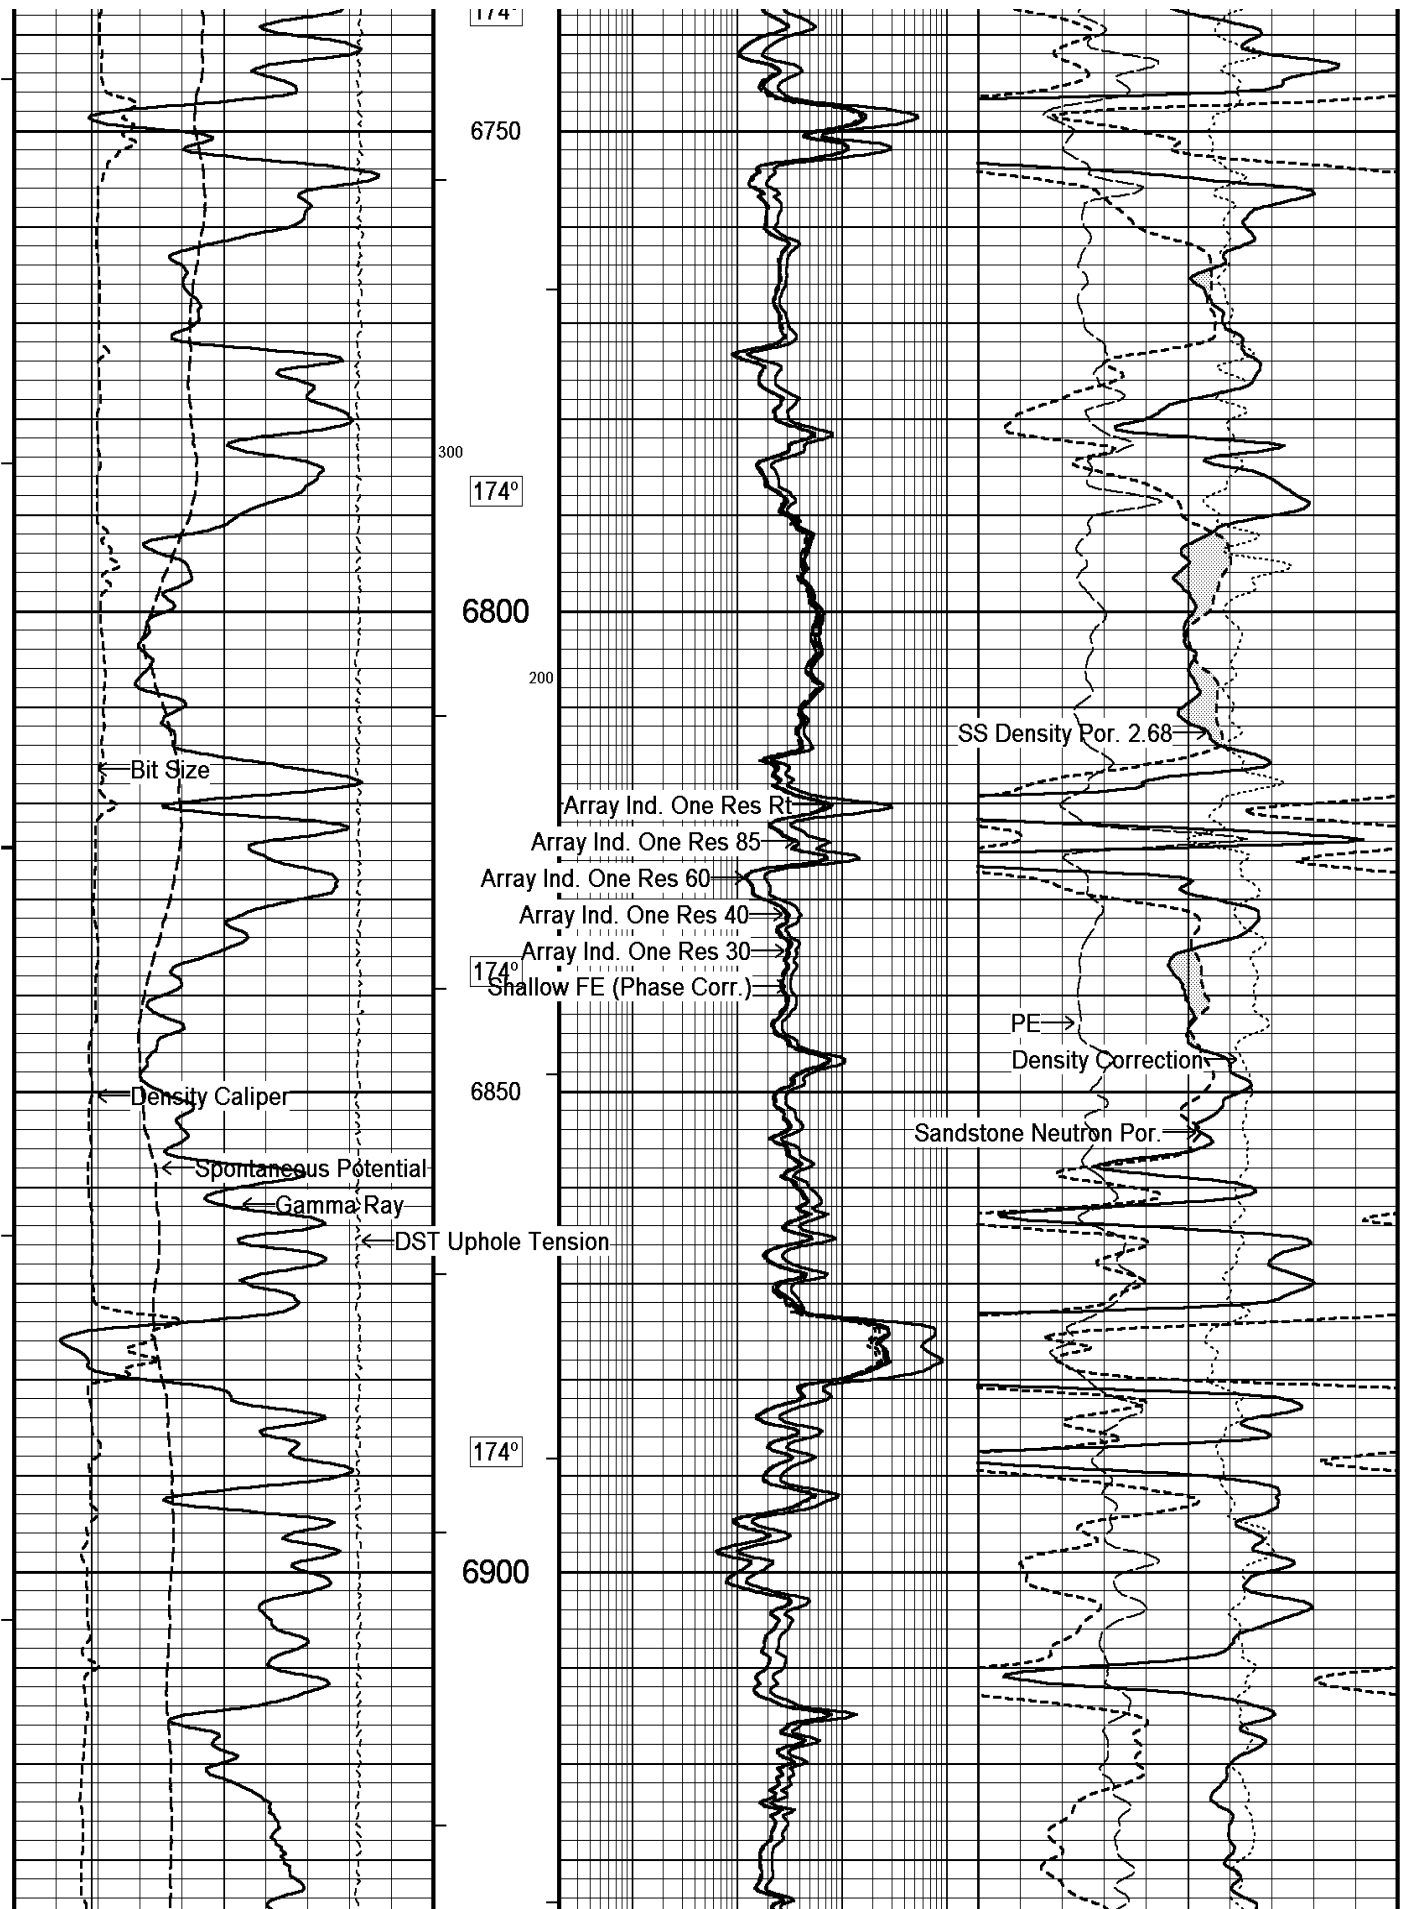 174°
6750
300
174°
6800
200
SS Density Por. 2.68
Bit Size
Array Ind. One Res Rt
Array Ind. One Res 85
Array Ind. One Res 60
Array Ind. One Res 40
Array Ind. One Res 30
174°
Shallow FE (Phase Corr.)
PE
Density Correction
6850
Density Caliper
Sandstone Neutron Por.
Spontaneous Potential
Gamma Ray
DST Uphole Tension
174°
6900